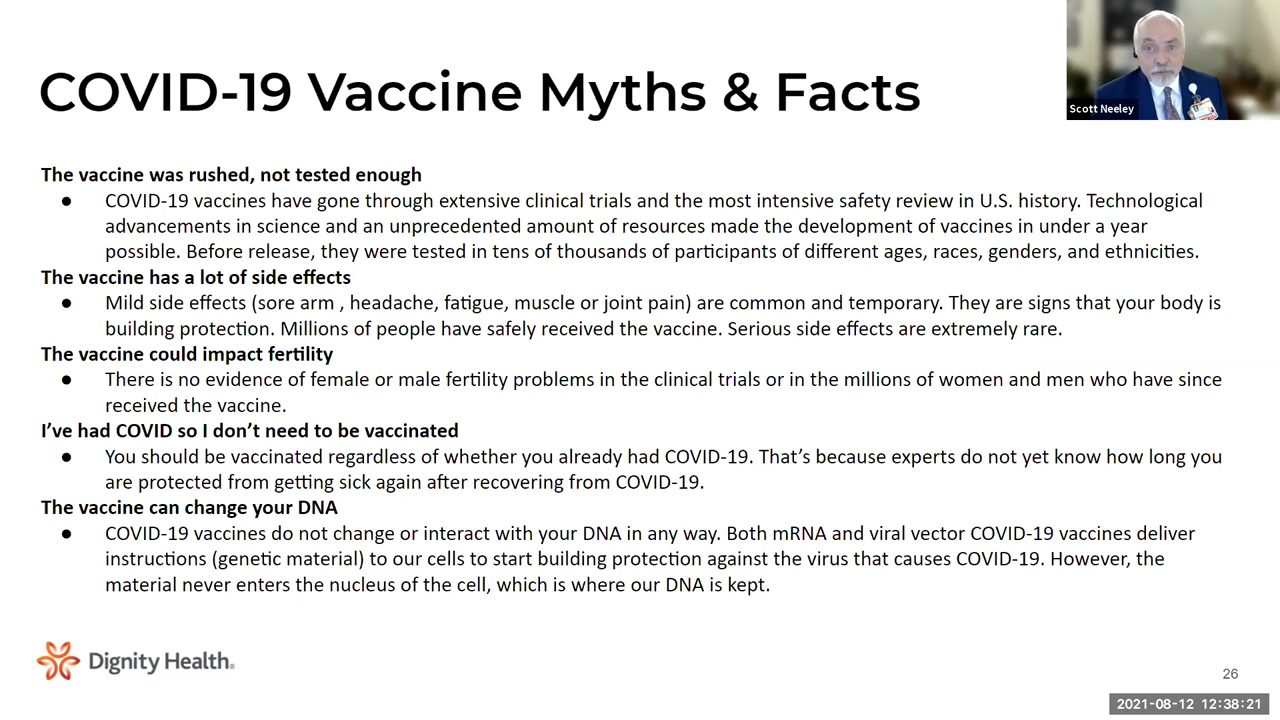 COVID-19 Vaccine Myths & Facts
Scott Neeley
The vaccine was rushed, not tested enough
● COVID-19 vaccines have gone through extensive clinical trials and the most intensive safety review in U.S. history. Technological
advancements in science and an unprecedented amount of resources made the development of vaccines in under a year
possible. Before release, they were tested in tens of thousands of participants of different ages, races, genders, and ethnicities.
The vaccine has a lot of side effects
● Mild side effects (sore arm , headache, fatigue, muscle or joint pain) are common and temporary. They are signs that your body is
building protection. Millions of people have safely received the vaccine. Serious side effects are extremely rare.
The vaccine could impact fertility
● There is no evidence of female or male fertility problems in the clinical trials or in the millions of women and men who have since
received the vaccine.
I’ve had COVID so I don’t need to be vaccinated
● You should be vaccinated regardless of whether you already had COVID-19. That’s because experts do not yet know how long you
are protected from getting sick again after recovering from COVID-19.
The vaccine can change your DNA
● COVID-19 vaccines do not change or interact with your DNA in any way. Both mRNA and viral vector COVID-19 vaccines deliver
instructions (genetic material) to our cells to start building protection against the virus that causes COVID-19. However, the
material never enters the nucleus of the cell, which is where our DNA is kept.
Dignity Health.
26
2021-08-12 12:38:21